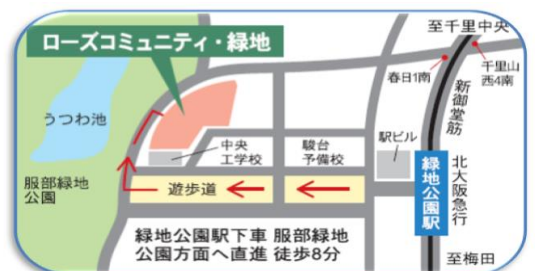 至千里中央
ローズコミュニティ・緑地
春日1南
千里山
西4南
新御堂筋
うつわ池
中央
工学校
駿台
予備校
駅ビル
緑地公園駅
北大阪急行
服部緑地
公園
遊歩道
緑地公園駅下車 服部緑地
公園方面へ直進 徒歩8分
至梅田